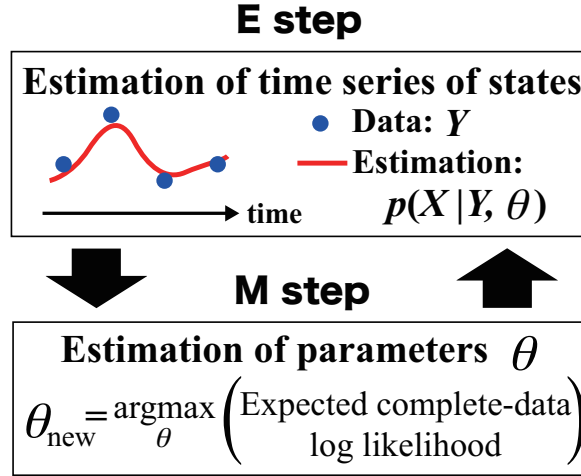 E step
Estimation of time series of states
Data: Y
Estimation:
p(X|Y, θ)
time
M step
Estimation of parameters θ
θnew = argmax θ (Expected complete-data log likelihood)